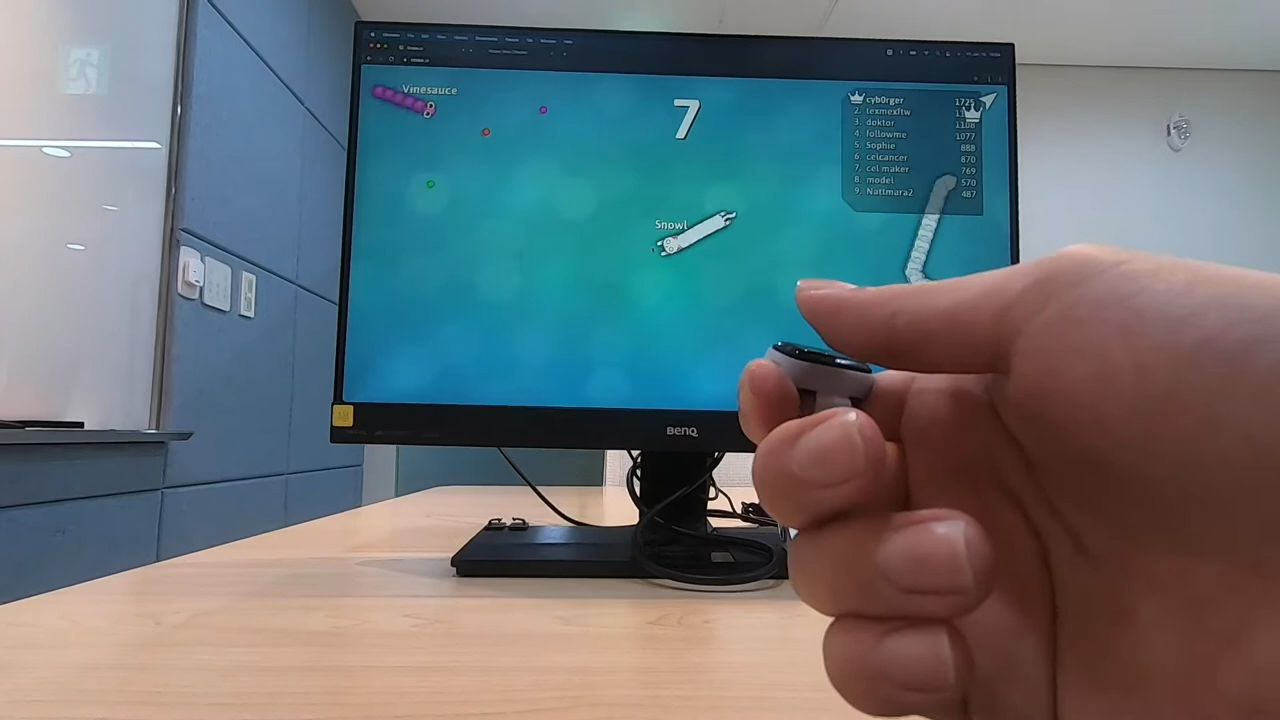 Vinesauce
7
cyb0rger 1725
2. texmexftw
3. doktor 1108
4. followme 1077
5. Sophie 888
6. celcancer 870
7. cel maker 769
8. model 570
9. Nattmara2 487
Snowl
BenQ